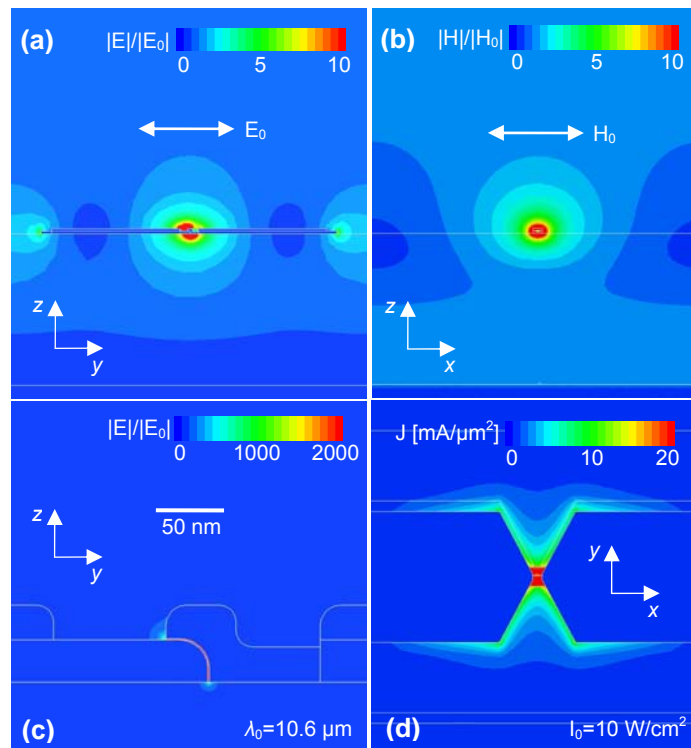 (a) |E|/|E₀|
0 5 10
E₀
z
y
(b) |H|/|H₀|
0 5 10
H₀
z
x
|E|/|E₀|
0 1000 2000
z
y
50 nm
(c) λ₀=10.6 µm
J [mA/µm²]
0 10 20
y
x
(d) I₀=10 W/cm²